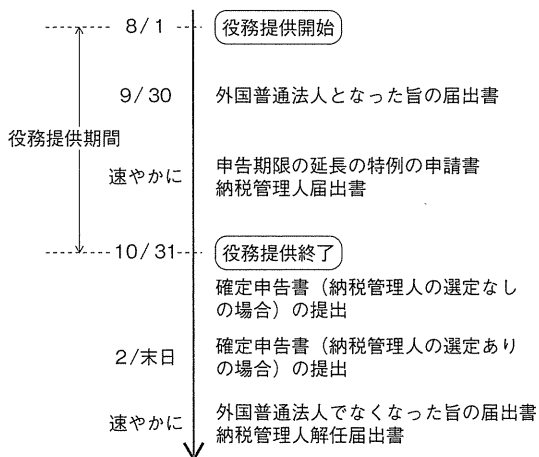 8/1 役務提供開始
9/30 外国普通法人となった旨の届出書
役務提供期間
速やかに 申告期限の延長の特例の申請書
納税管理人届出書
10/31 役務提供終了
確定申告書（納税管理人の選定なし
の場合）の提出
2/末日 確定申告書（納税管理人の選定あり
の場合）の提出
速やかに 外国普通法人でなくなった旨の届出書
納税管理人解任届出書